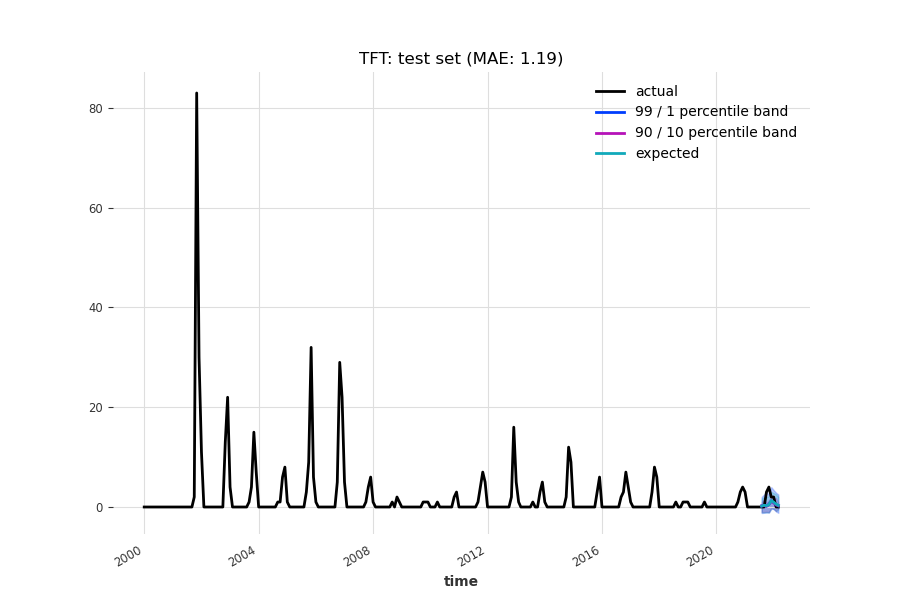 TFT: test set (MAE: 1.19)
actual
99 / 1 percentile band
90 / 10 percentile band
expected
80
60
40
20
0
2000
2004
2008
2012
2016
2020
time